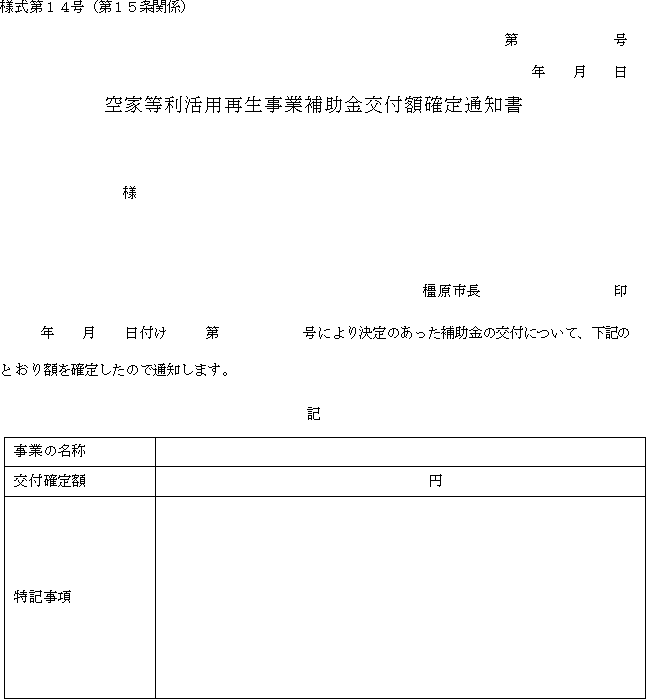 様式第１４号（第１５条関係）
第　　　　　　号
年　　月　　日
空家等利活用再生事業補助金交付額確定通知書
様
橿原市長　　　　　　　　　印
年　　月　　日付け　　第　　　　　　号により決定のあった補助金の交付について、下記の
とおり額を確定したので通知します。
記
事業の名称
交付確定額　　　　　　　　　　円
特記事項